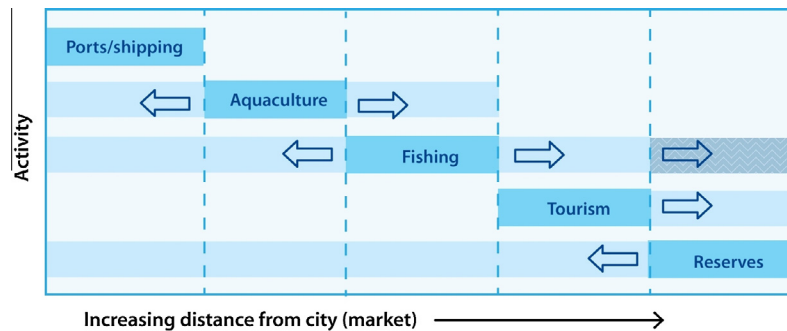 Ports/shipping
Aquaculture
Fishing
Tourism
Reserves
Activity
Increasing distance from city (market)